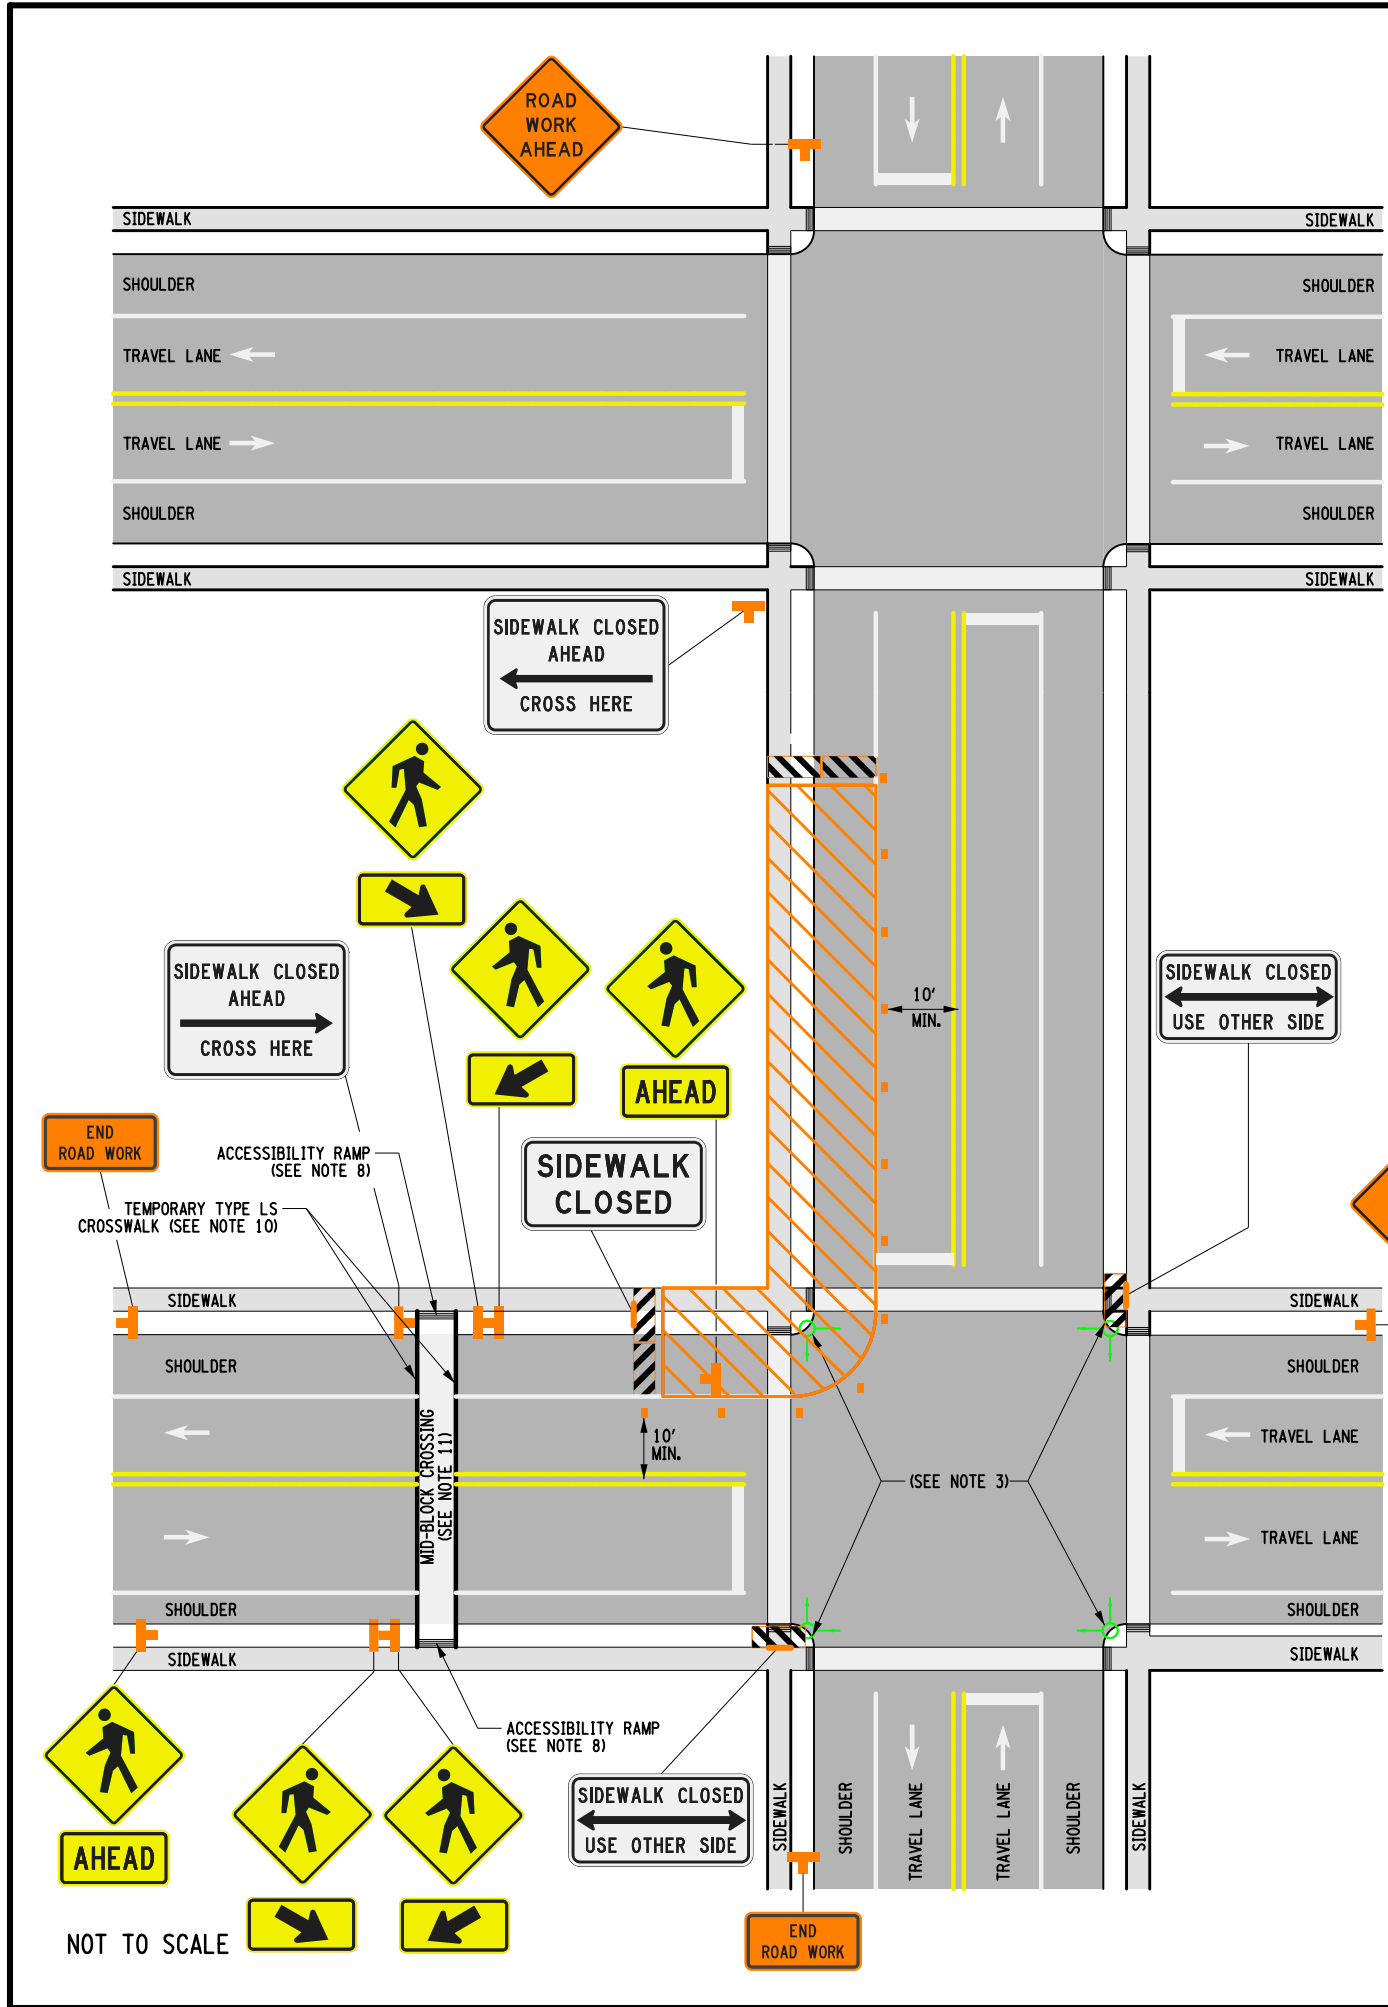 ROAD
WORK
AHEAD
SIDEWALK
SIDEWALK
SHOULDER
SHOULDER
TRAVEL LANE
TRAVEL LANE
TRAVEL LANE
TRAVEL LANE
SHOULDER
SHOULDER
SIDEWALK
SIDEWALK
SIDEWALK CLOSED
AHEAD
CROSS HERE
SIDEWALK CLOSED
AHEAD
CROSS HERE
10'
MIN.
SIDEWALK CLOSED
USE OTHER SIDE
AHEAD
END
ROAD WORK
ACCESSIBILITY RAMP
(SEE NOTE 8)
SIDEWALK
CLOSED
TEMPORARY TYPE LS
CROSSWALK (SEE NOTE 10)
SIDEWALK
SIDEWALK
SHOULDER
SHOULDER
MID-BLOCK CROSSING
(SEE NOTE 11)
10'
MIN.
TRAVEL LANE
(SEE NOTE 3)
TRAVEL LANE
SHOULDER
SHOULDER
SIDEWALK
SIDEWALK
ACCESSIBILITY RAMP
(SEE NOTE 8)
SIDEWALK CLOSED
USE OTHER SIDE
SIDEWALK
SHOULDER
TRAVEL LANE
TRAVEL LANE
SHOULDER
SIDEWALK
AHEAD
NOT TO SCALE
END
ROAD WORK